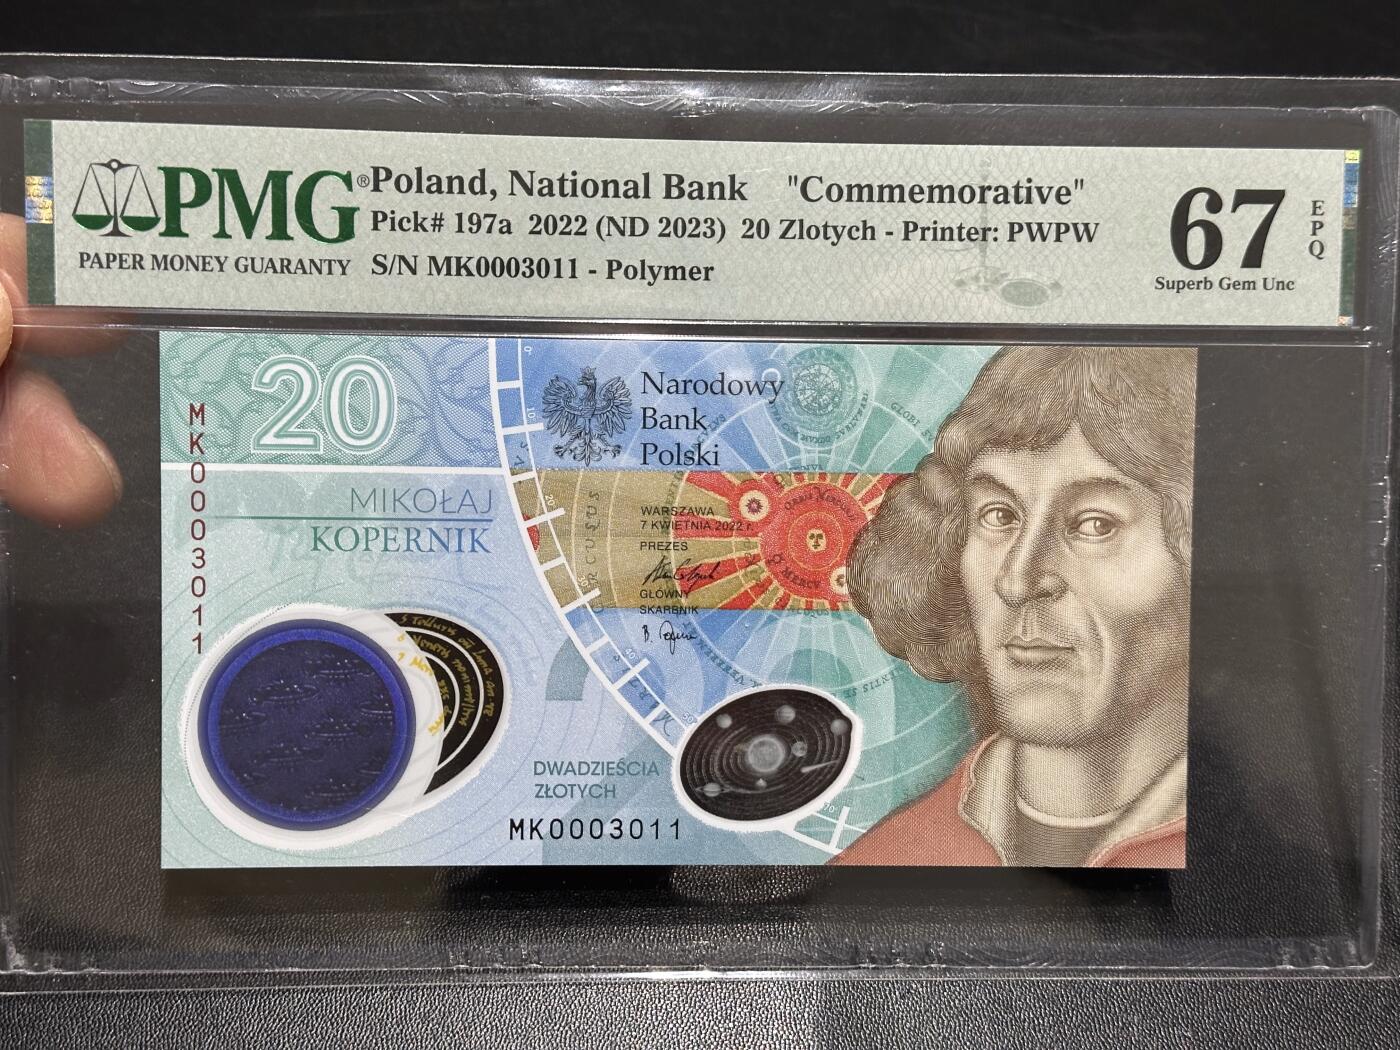 PMG®
PAPER MONEY GUARANTY
Poland, National Bank "Commemorative"
Pick# 197a 2022 (ND 2023) 20 Zlotych - Printer: PWPW
S/N MK0003011 - Polymer
67
EPQ
Superb Gem Unc
20
MK0003011
MIKOŁAJ
KOPERNIK
Narodowy
Bank
Polski
WARSZAWA
7 KWIETNIA 2022 r.
PREZES
GŁÓWNY
SKARBNIK
DWADZIEŚCIA
ZŁOTYCH
MK0003011